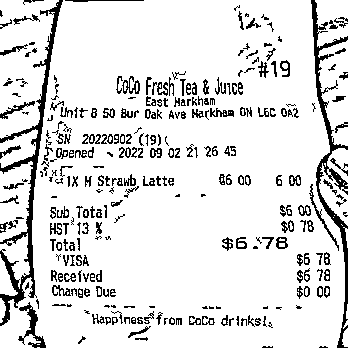 #19
CoCo Fresh Tea & Juice
East Markham
Unit B 50 Bur Oak Ave Markham ON L6C 0A2
SN 20220902 (19)
Opened 2022 09 02 21 26 45
1X M Strawb Latte $6 00 6 00
Sub Total $6 00
HST 13 % $0 78
Total $6.78
VISA $6 78
Received $6 78
Change Due $0 00
Happiness from CoCo drinks!